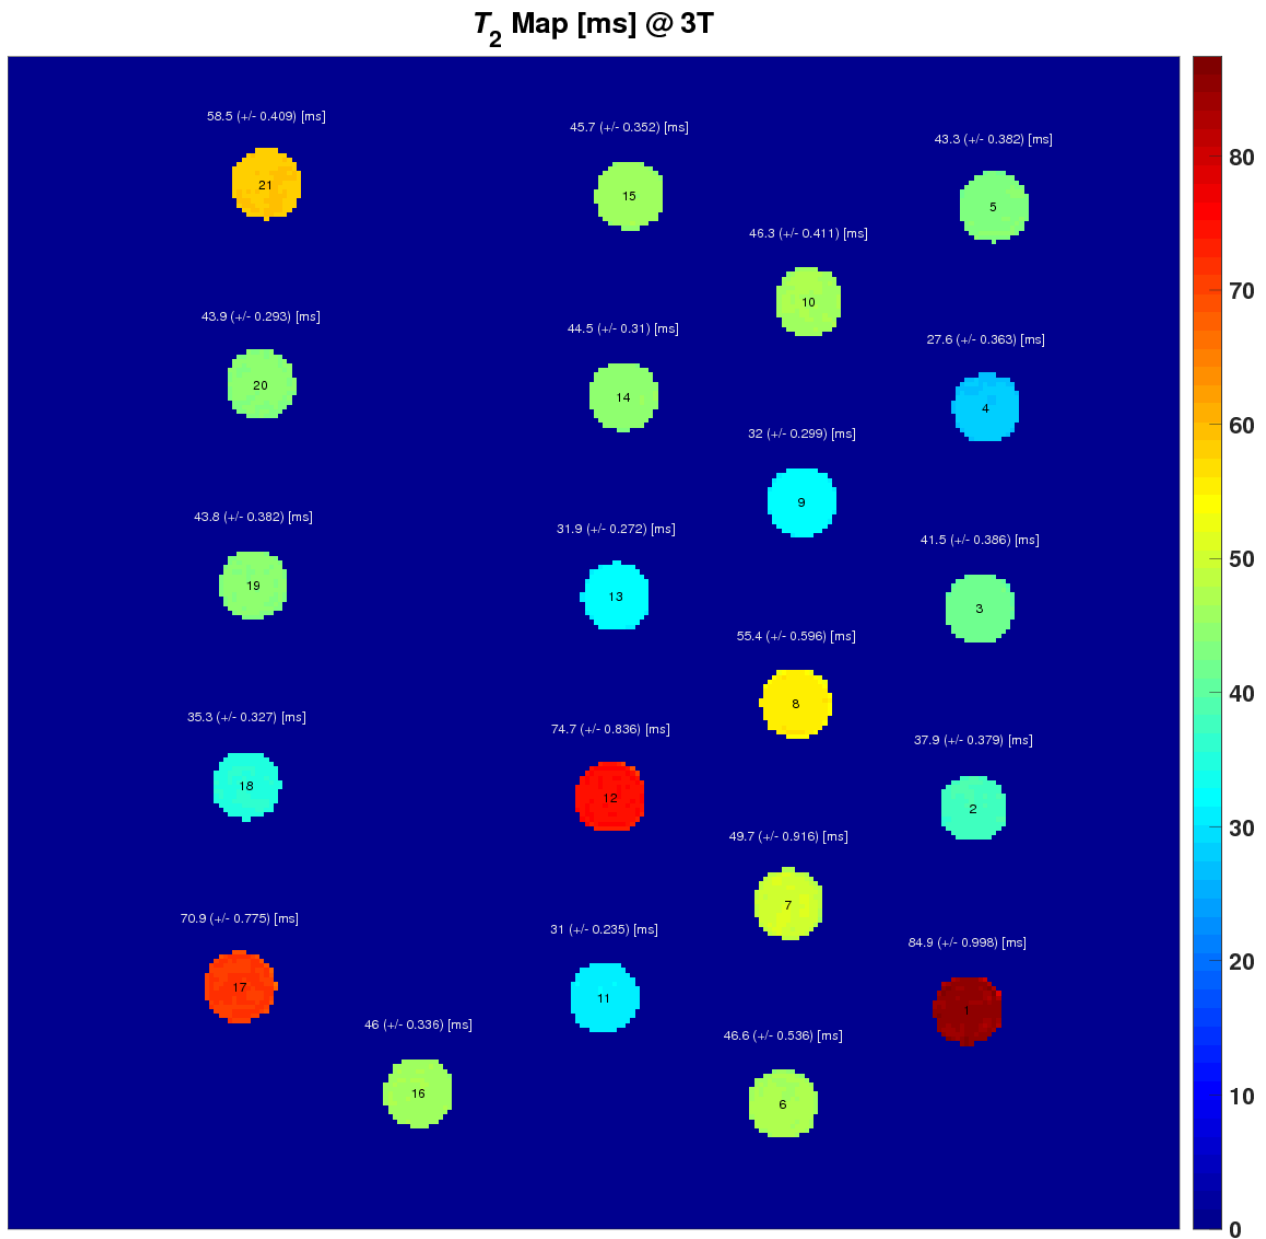 T2 Map [ms] @ 3T
58.5 (+/- 0.409) [ms]
45.7 (+/- 0.352) [ms]
43.3 (+/- 0.382) [ms]
80
21
15
5
46.3 (+/- 0.411) [ms]
70
10
43.9 (+/- 0.293) [ms]
44.5 (+/- 0.31) [ms]
27.6 (+/- 0.363) [ms]
20
14
4
60
32 (+/- 0.299) [ms]
9
43.8 (+/- 0.382) [ms]
31.9 (+/- 0.272) [ms]
41.5 (+/- 0.386) [ms]
50
19
13
3
55.4 (+/- 0.596) [ms]
40
8
35.3 (+/- 0.327) [ms]
74.7 (+/- 0.836) [ms]
37.9 (+/- 0.379) [ms]
18
12
2
30
49.7 (+/- 0.916) [ms]
7
70.9 (+/- 0.775) [ms]
31 (+/- 0.235) [ms]
84.9 (+/- 0.998) [ms]
20
17
11
1
46 (+/- 0.336) [ms]
46.6 (+/- 0.536) [ms]
16
6
10
0